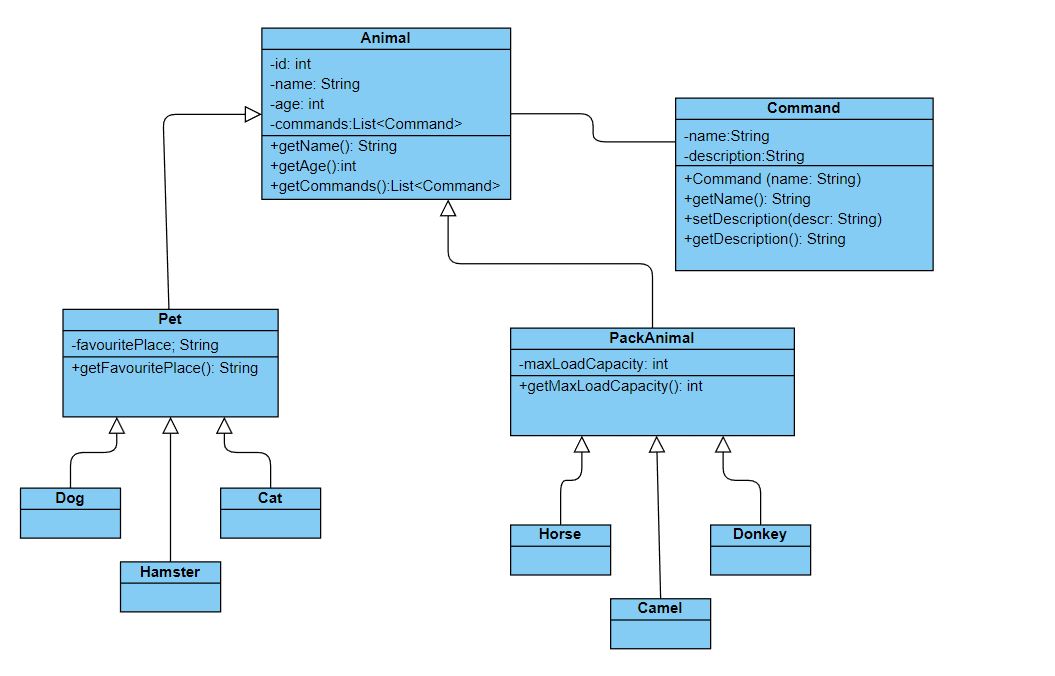 Animal
-id: int
-name: String
-age: int
-commands:List<Command>
+getName(): String
+getAge():int
+getCommands():List<Command>
Command
-name:String
-description:String
+Command (name: String)
+getName(): String
+setDescription(descr: String)
+getDescription(): String
Pet
-favouritePlace; String
+getFavouritePlace(): String
PackAnimal
-maxLoadCapacity: int
+getMaxLoadCapacity(): int
Dog
Cat
Hamster
Horse
Donkey
Camel